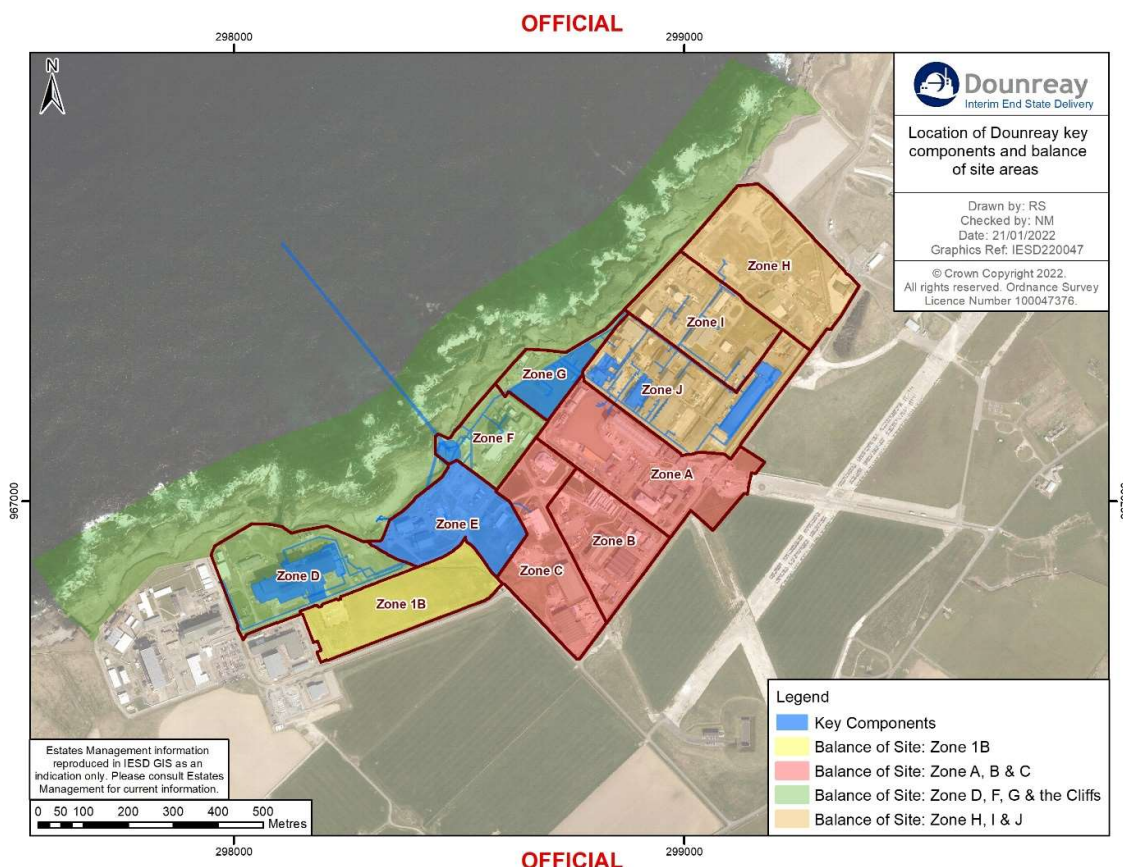 OFFICIAL
298000
299000
N
Dounreay
Interim End State Delivery
Location of Dounreay key
components and balance
of site areas
Drawn by: RS
Checked by: NM
Date: 21/01/2022
Graphics Ref: IESD220047
© Crown Copyright 2022.
All rights reserved. Ordnance Survey
Licence Number 100047376.
Zone H
Zone I
Zone G
Zone J
Zone F
Zone A
967000
Zone E
Zone B
Zone C
Zone D
Zone 1B
Legend
Key Components
Balance of Site: Zone 1B
Balance of Site: Zone A, B & C
Balance of Site: Zone D, F, G & the Cliffs
Balance of Site: Zone H, I & J
Estates Management information
reproduced in IESD GIS as an
indication only. Please consult Estates
Management for current information.
0 50 100 200 300 400 500
Metres
298000
299000
OFFICIAL